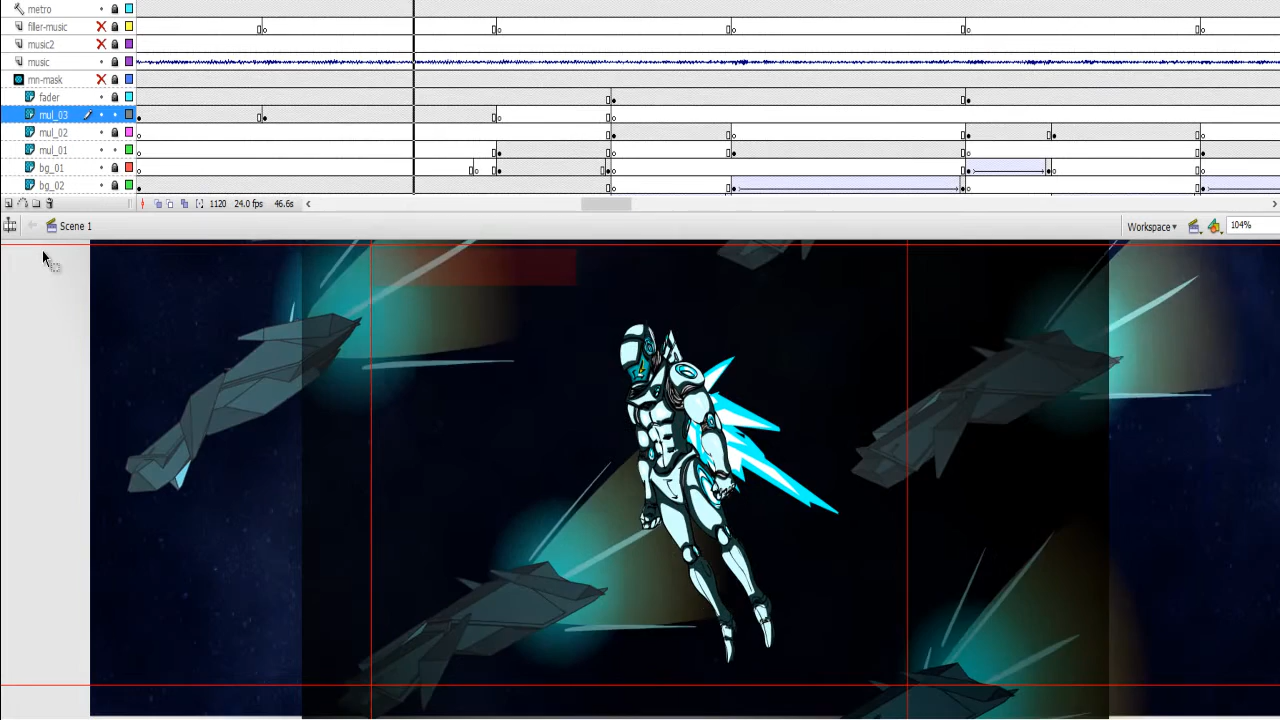 metro
filler-music
music2
music
mn-mask
fader
mul_03
mul_02
mul_01
bg_01
bg_02
1120 24.0 fps 46.6s
Scene 1 Workspace 104%